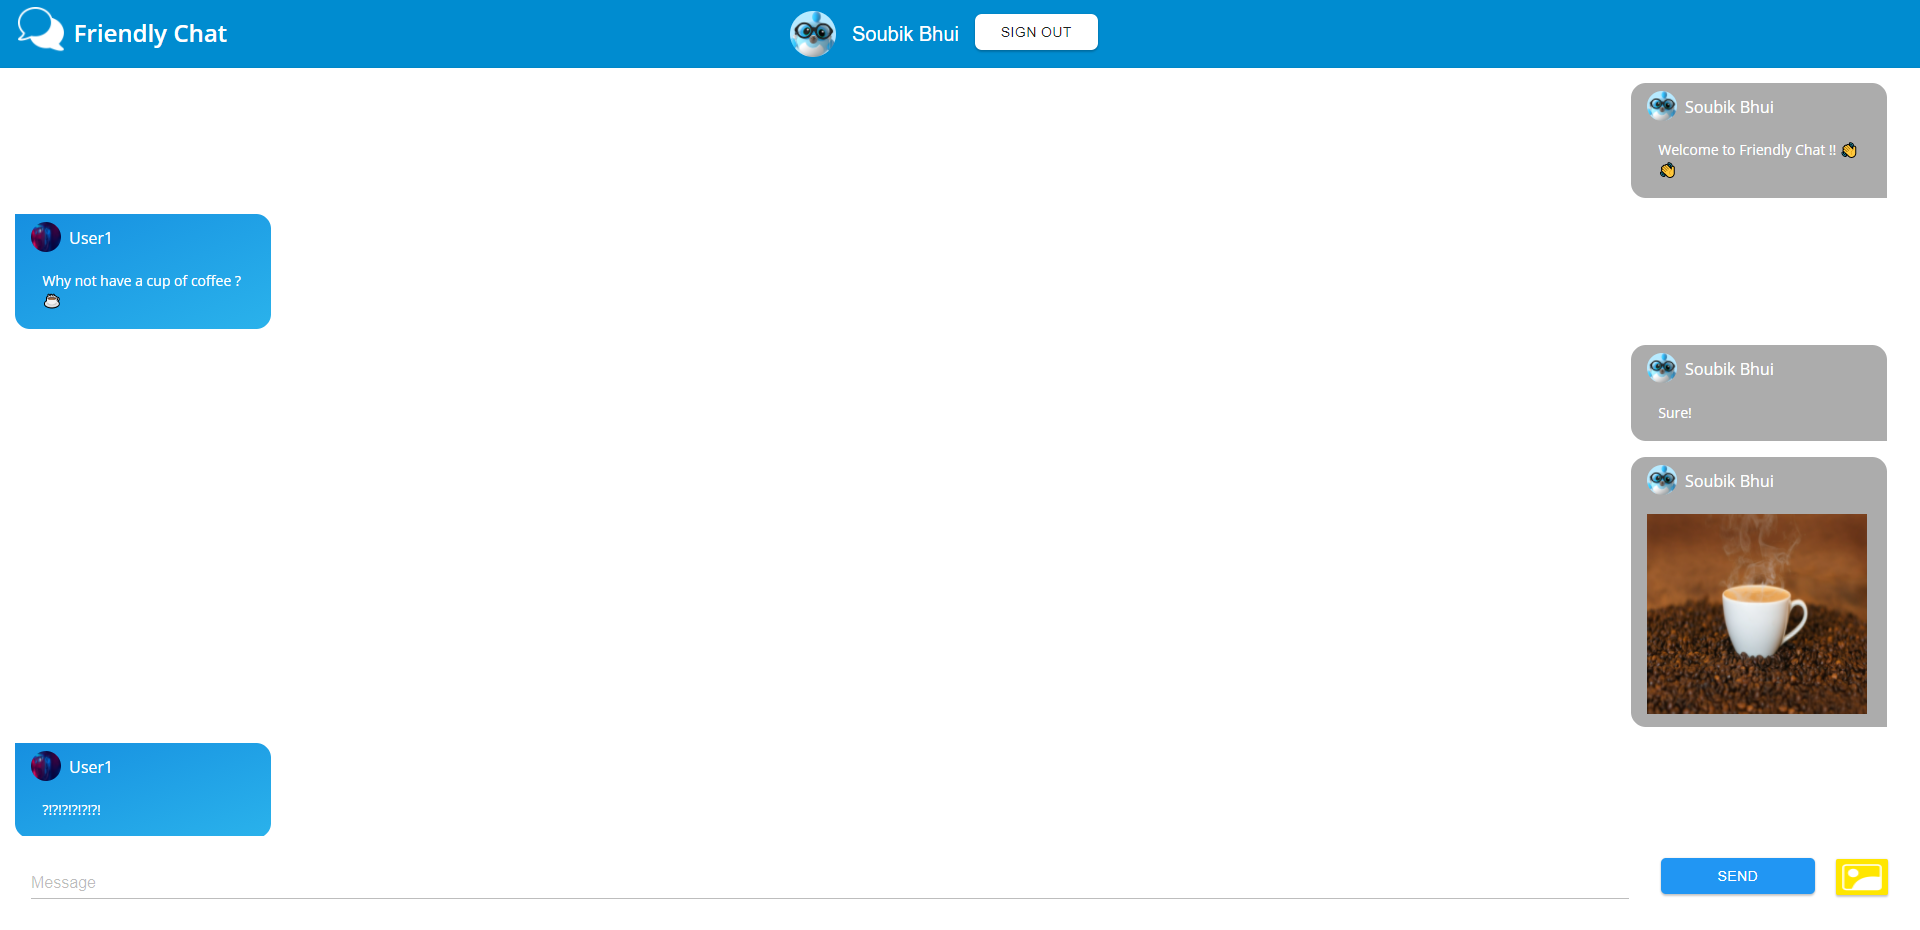 Friendly Chat
Soubik Bhui
SIGN OUT
Soubik Bhui
Welcome to Friendly Chat !! 👏
👏
User1
Why not have a cup of coffee ?
☕
Soubik Bhui
Sure!
Soubik Bhui
User1
?!?!?!?!?!?!
Message
SEND